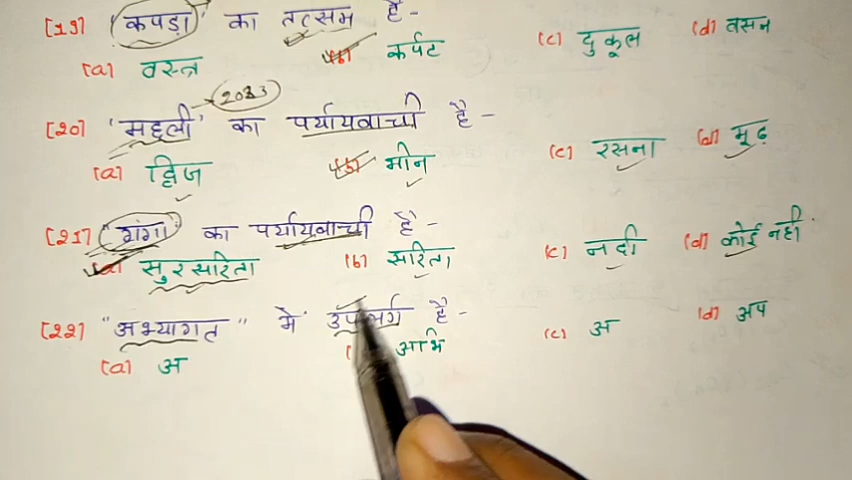 [19] "कपड़ा" का तत्सम है -
(a) वस्त्र (b) कर्पट (c) दुकूल (d) वसन
2023
[20] 'मछली' का पर्यायवाची है -
(a) द्विज (b) मीन (c) रसना (d) मूढ़
[21] "गंगा" का पर्यायवाची है -
(a) सुरसरिता (b) सरिता (c) नदी (d) कोई नही
[22] "अभ्यागत" में उपसर्ग है -
(a) अ ( अभि (c) अ (d) अप